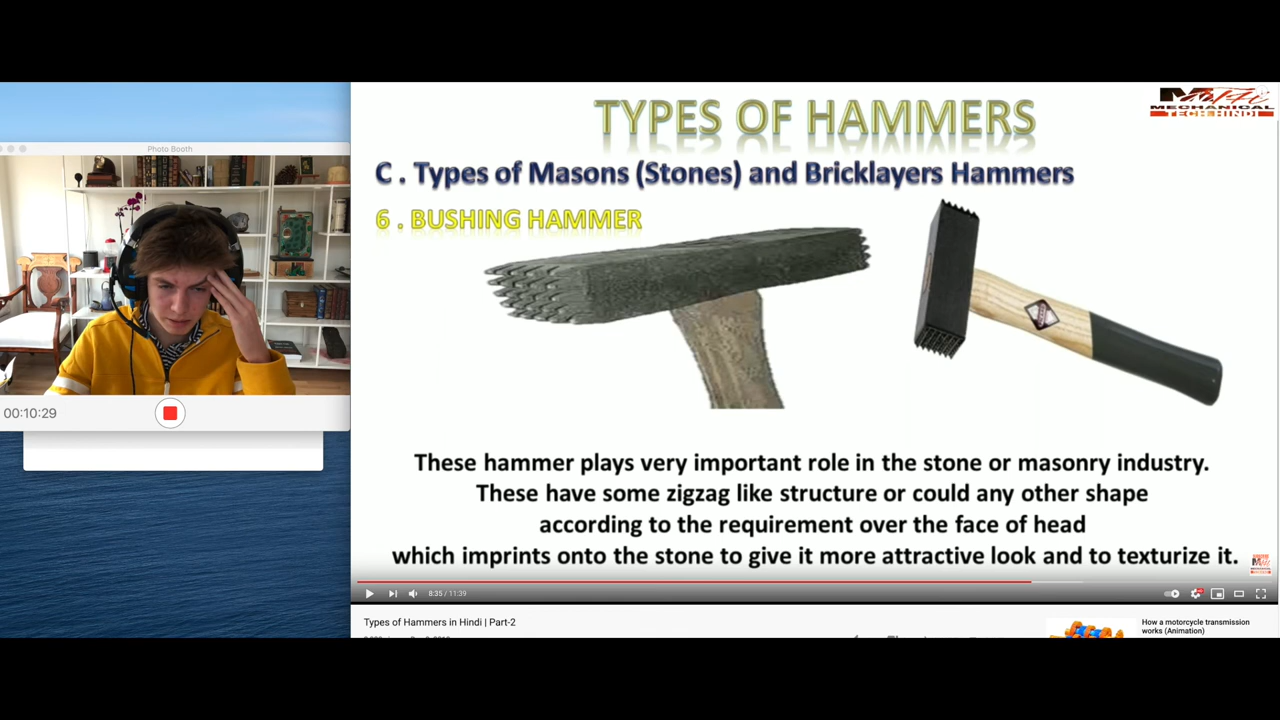 Photo Booth
00:10:29
TYPES OF HAMMERS
MECHANICAL
TECH HINDI
C . Types of Masons (Stones) and Bricklayers Hammers
6 . BUSHING HAMMER
These hammer plays very important role in the stone or masonry industry.
These have some zigzag like structure or could any other shape
according to the requirement over the face of head
which imprints onto the stone to give it more attractive look and to texturize it.
8:35 / 11:39
Types of Hammers in Hindi | Part-2
How a motorcycle transmission
works (Animation)